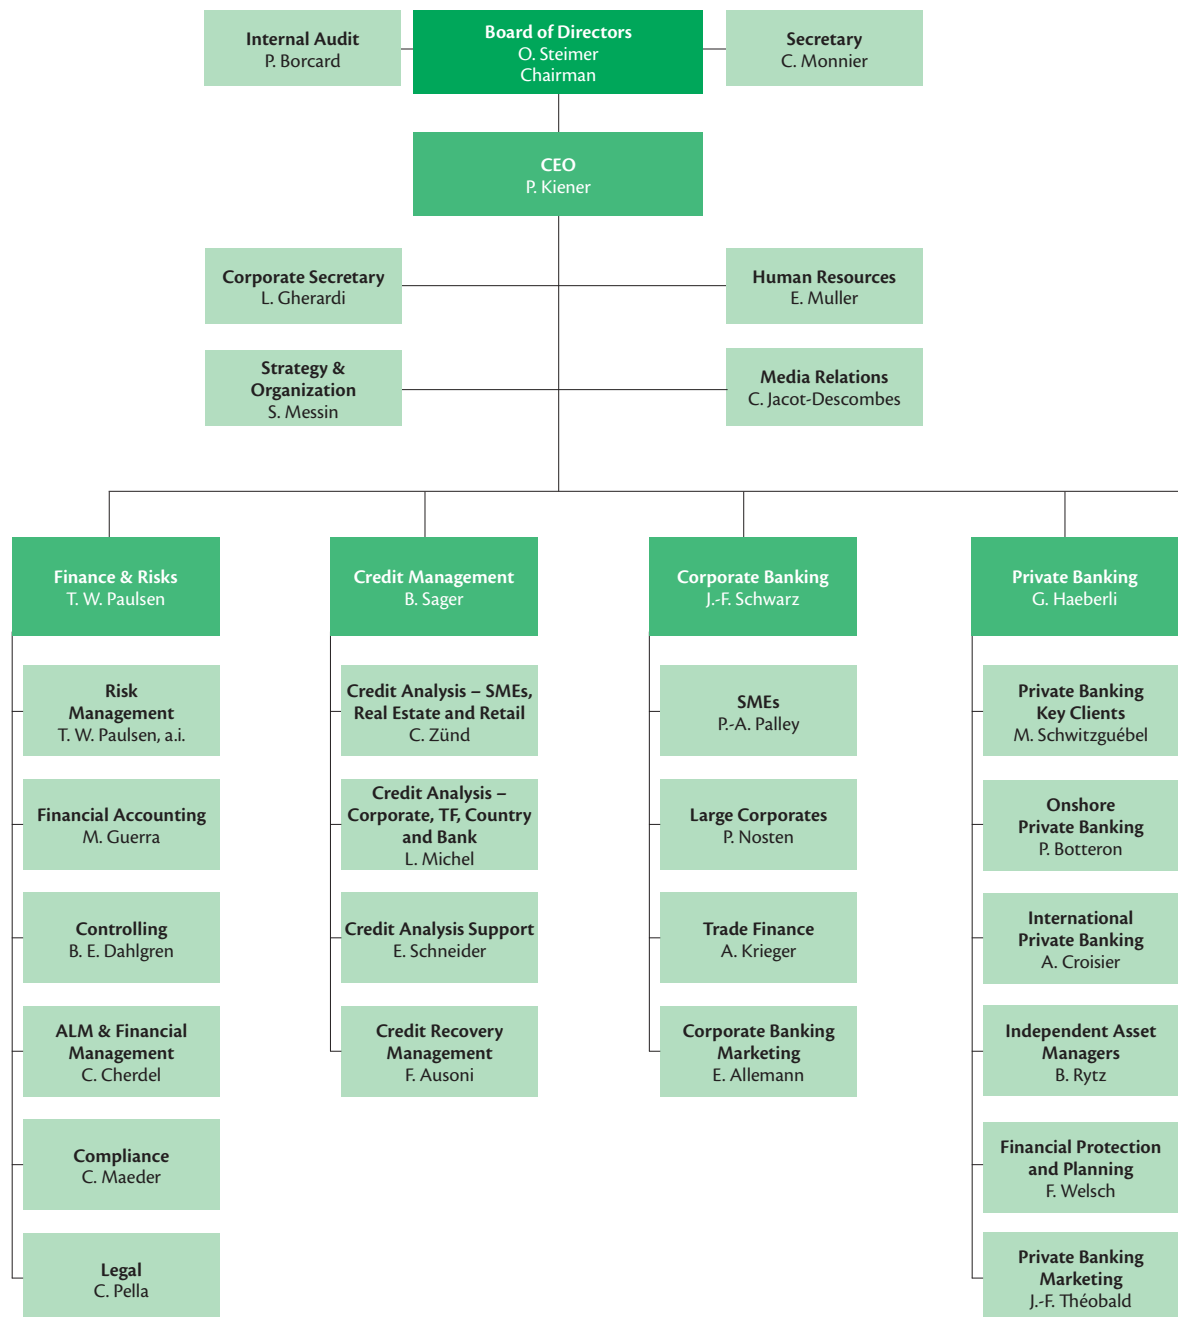 Internal Audit
P. Borcard
Board of Directors
O. Steimer
Chairman
Secretary
C. Monnier
CEO
P. Kiener
Corporate Secretary
L. Gherardi
Human Resources
E. Muller
Strategy &
Organization
S. Messin
Media Relations
C. Jacot-Descombes
Finance & Risks
T. W. Paulsen
Risk
Management
T. W. Paulsen, a.i.
Financial Accounting
M. Guerra
Controlling
B. E. Dahlgren
ALM & Financial
Management
C. Cherdel
Compliance
C. Maeder
Legal
C. Pella
Credit Management
B. Sager
Credit Analysis – SMEs,
Real Estate and Retail
C. Zünd
Credit Analysis –
Corporate, TF, Country
and Bank
L. Michel
Credit Analysis Support
E. Schneider
Credit Recovery
Management
F. Ausoni
Corporate Banking
J.-F. Schwarz
SMEs
P.-A. Palley
Large Corporates
P. Nosten
Trade Finance
A. Krieger
Corporate Banking
Marketing
E. Allemann
Private Banking
G. Haeberli
Private Banking
Key Clients
M. Schwitzguébel
Onshore
Private Banking
P. Botteron
International
Private Banking
A. Croisier
Independent Asset
Managers
B. Rytz
Financial Protection
and Planning
F. Welsch
Private Banking
Marketing
J.-F. Théobald